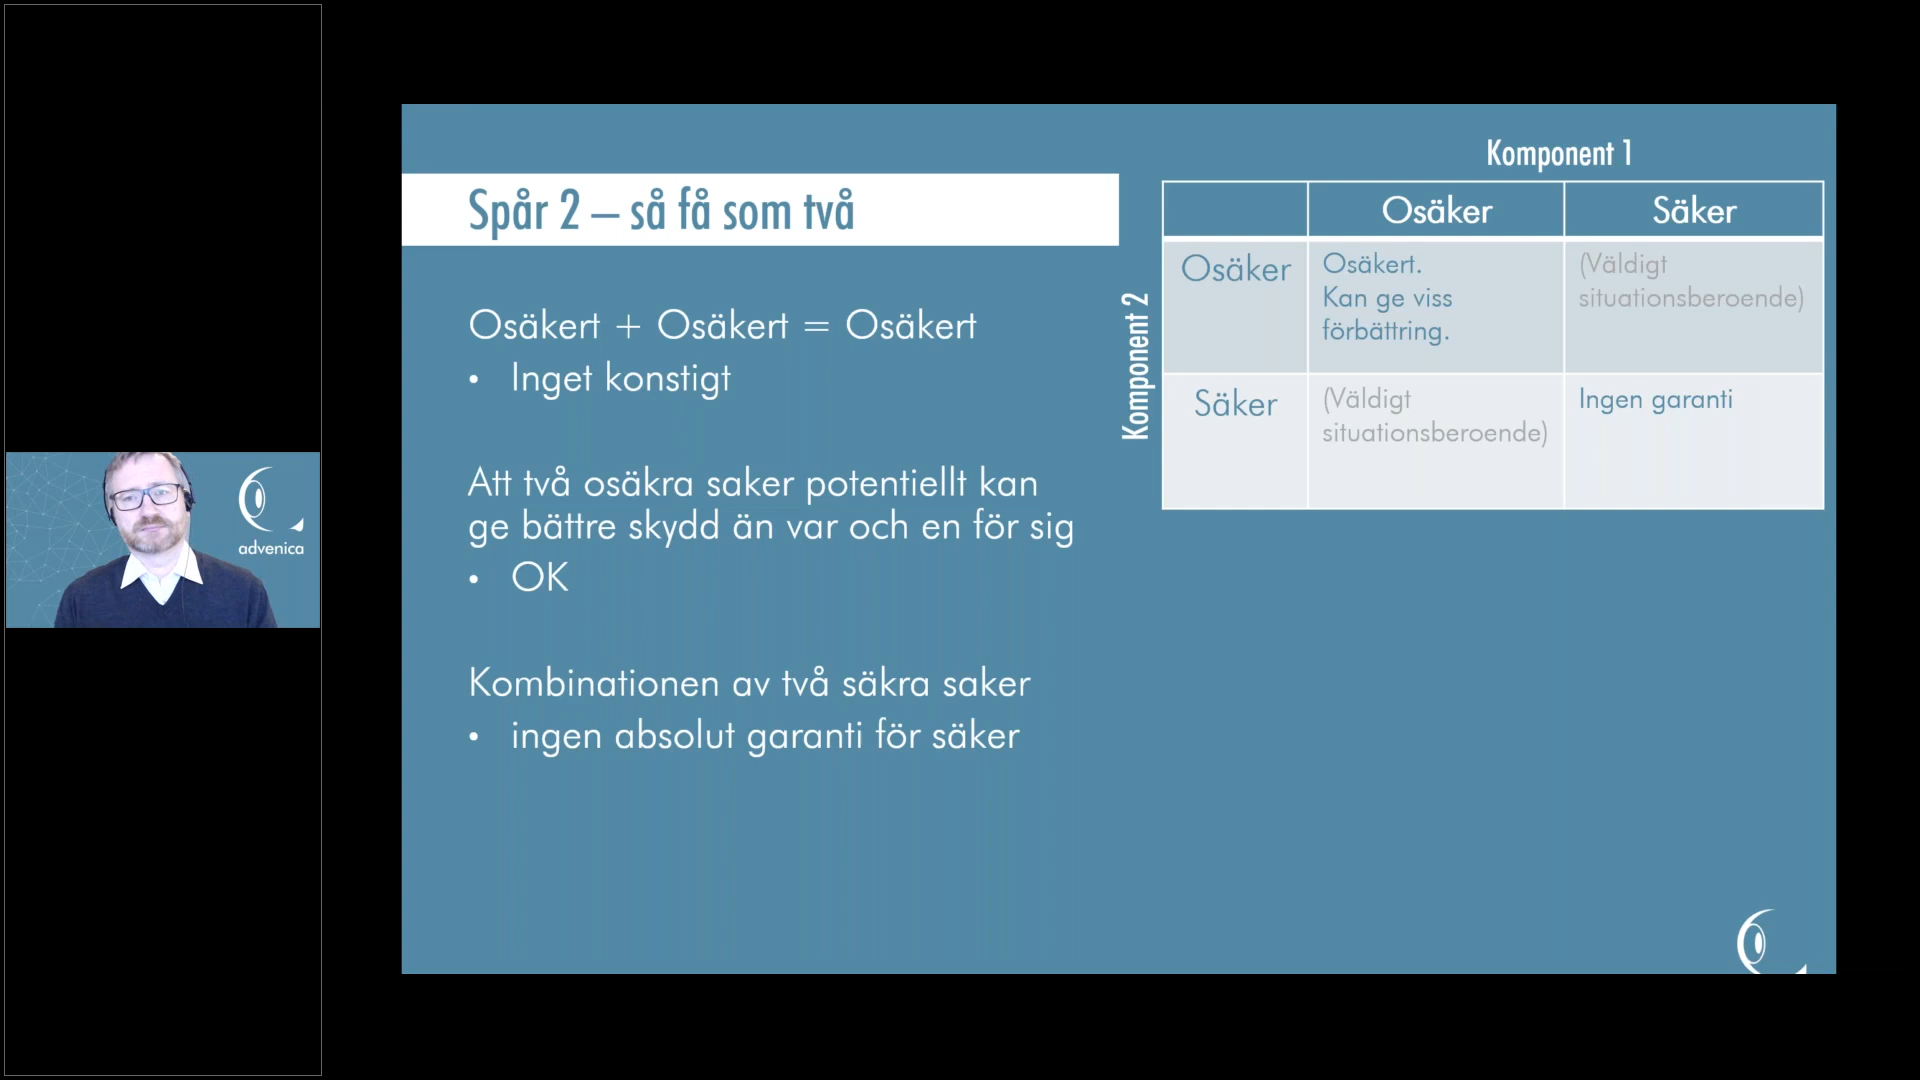 advenica
Spår 2 – så få som två
Osäkert + Osäkert = Osäkert
• Inget konstigt
Att två osäkra saker potentiellt kan
ge bättre skydd än var och en för sig
• OK
Kombinationen av två säkra saker
• ingen absolut garanti för säker
Komponent 1
Komponent 2
Osäker
Säker
Osäker
Osäkert.
Kan ge viss
förbättring.
(Väldigt
situationsberoende)
Säker
(Väldigt
situationsberoende)
Ingen garanti